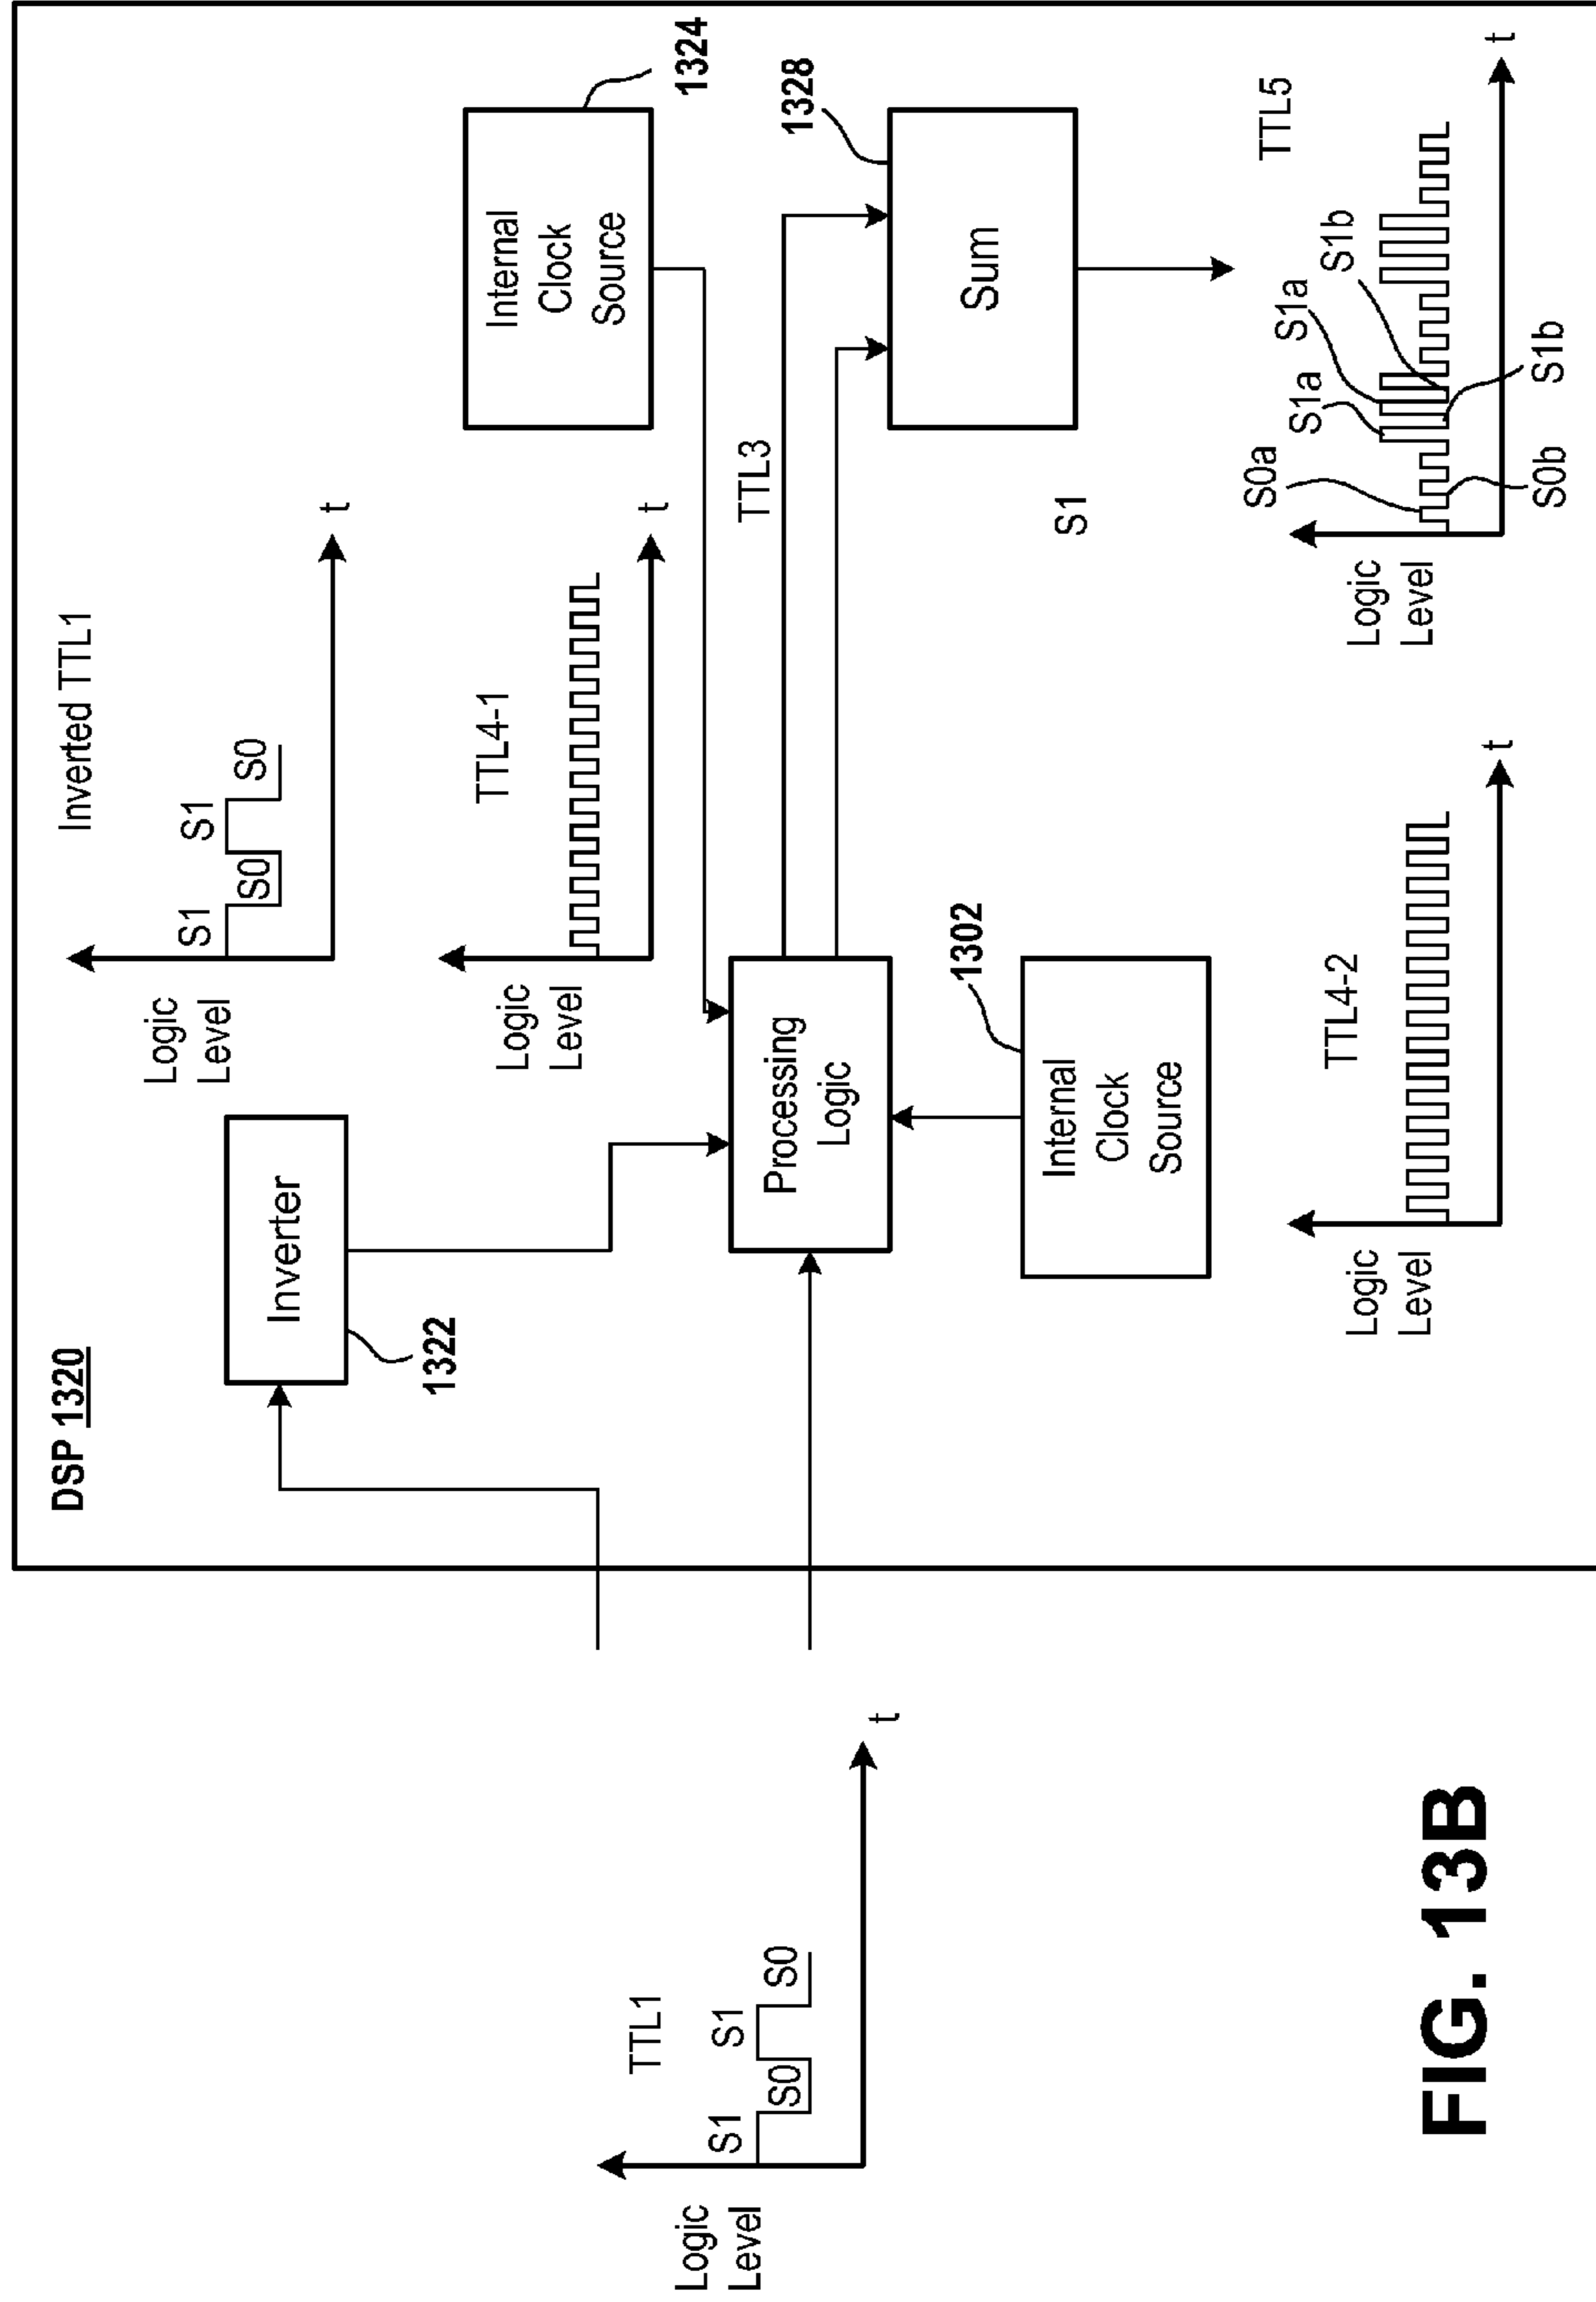 DSP 1320
Inverter
1322
Inverted TTL1
Logic
Level
S1
S0
S1
S0
t
TTL4-1
Logic
Level
t
Internal
Clock
Source
1324
TTL1
Logic
Level
S1
S0
S1
S0
t
Processing
Logic
TTL3
1328
Sum
S1
1302
Internal
Clock
Source
TTL4-2
Logic
Level
t
TTL5
Logic
Level
S0a
S1a
S1a
S1b
S0b
S1b
t
FIG. 13B